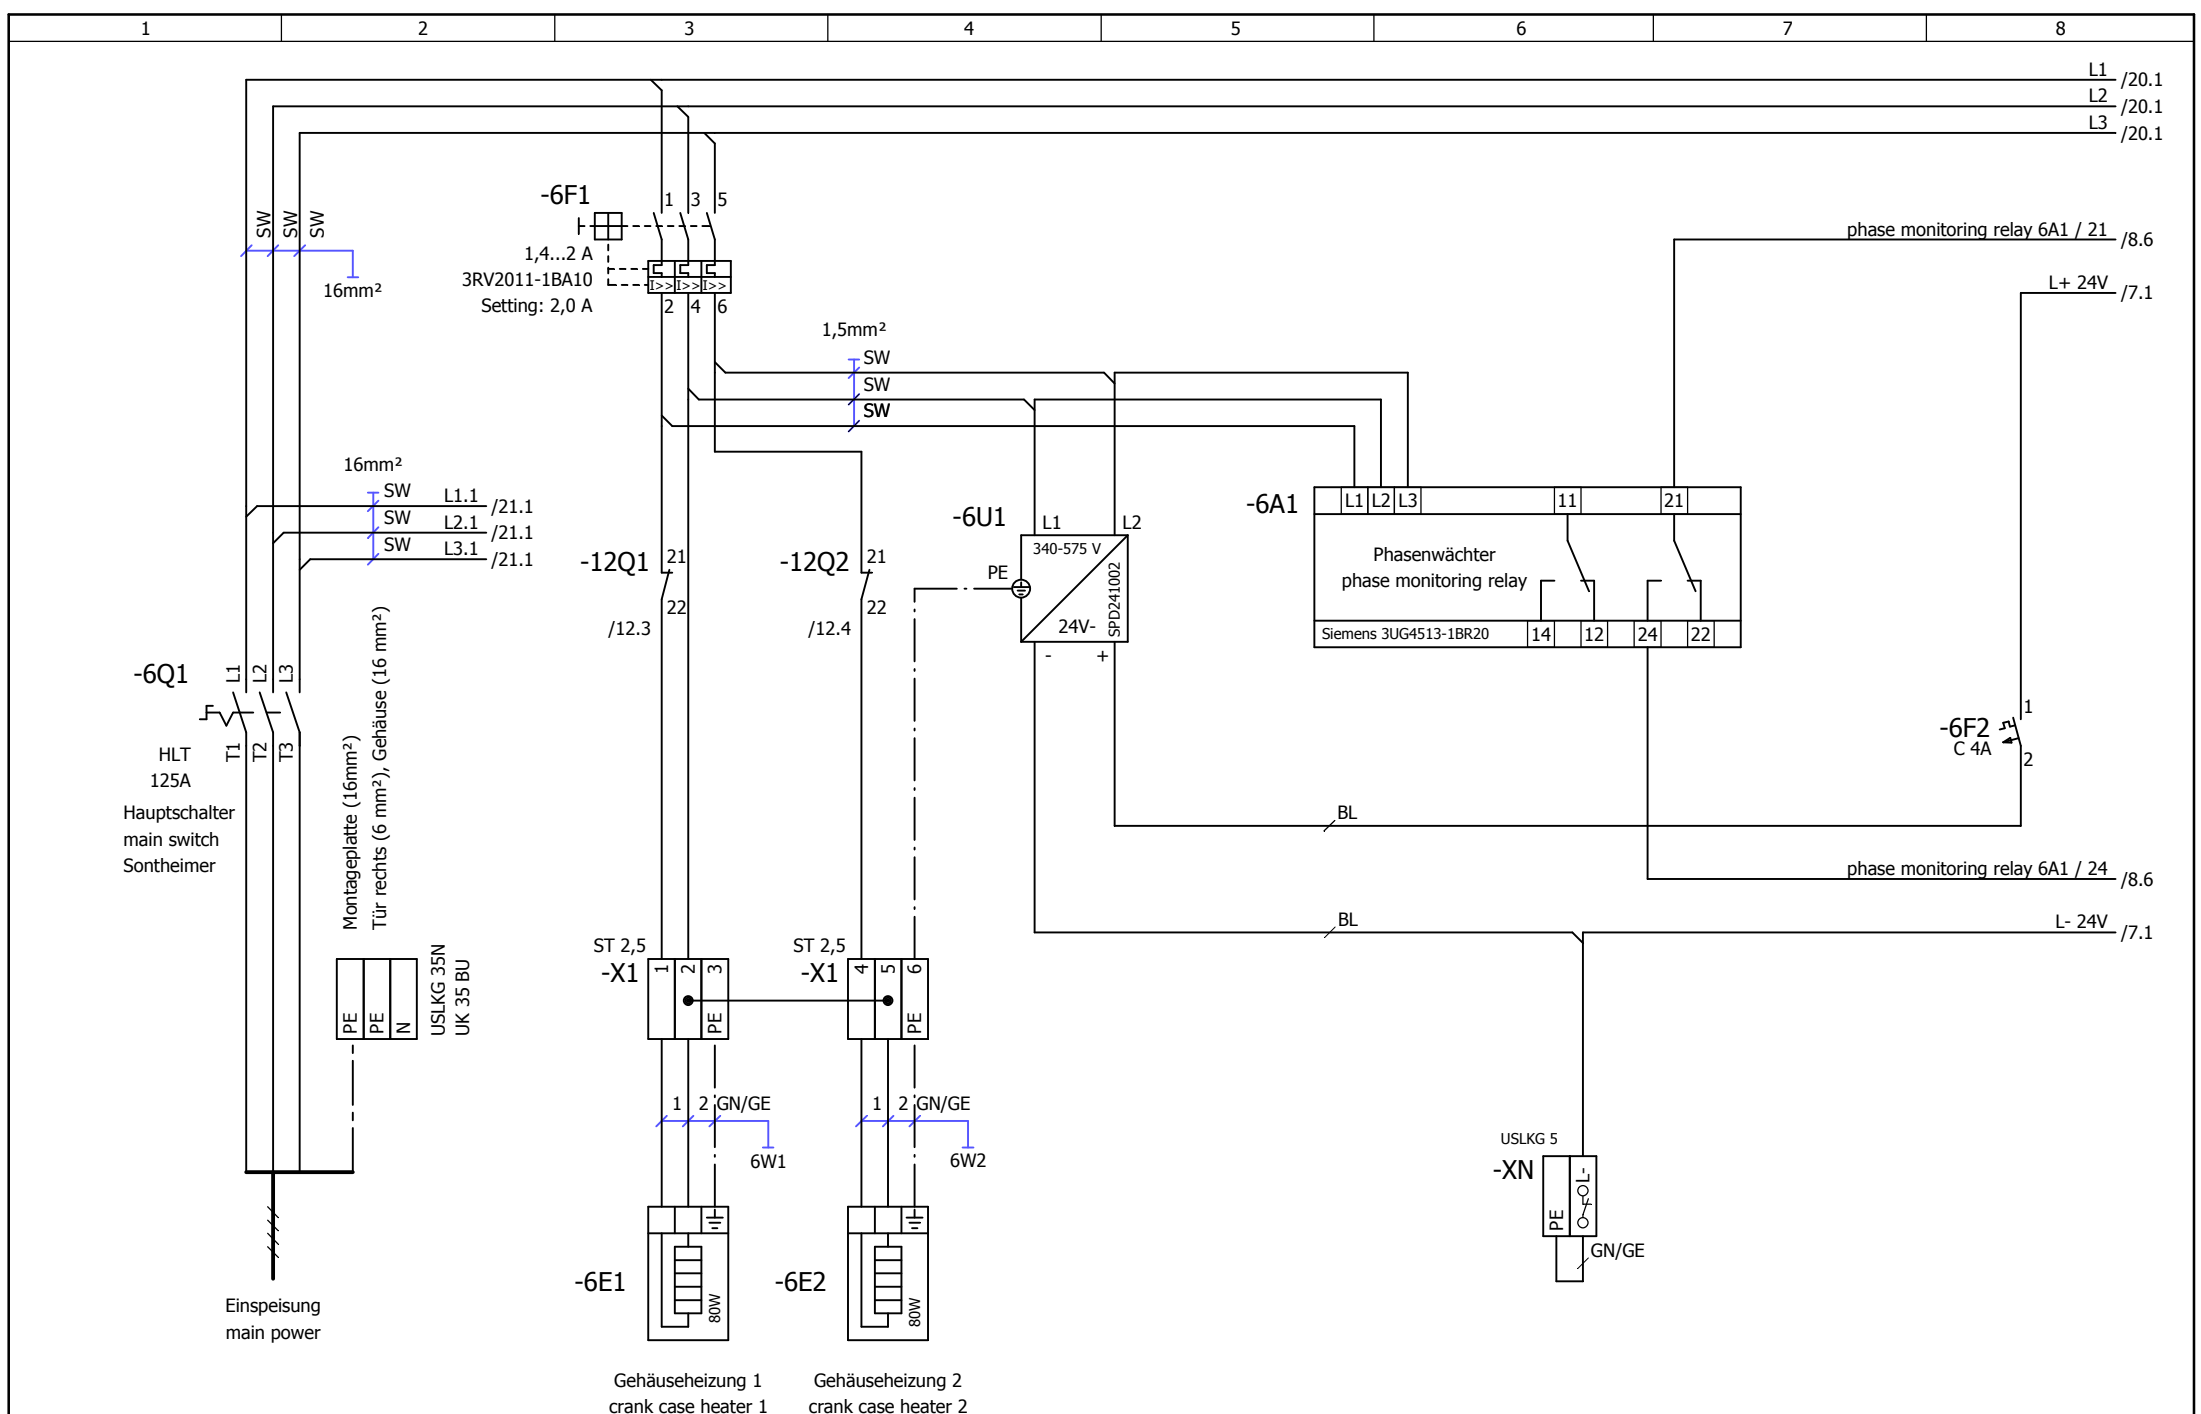 1 2 3 4 5 6 7 8
L1 /20.1
L2 /20.1
L3 /20.1
SW SW SW
16mm²
-6F1
1 3 5
1,4...2 A
3RV2011-1BA10
Setting: 2,0 A
I>> I>> I>>
2 4 6
phase monitoring relay 6A1 / 21 /8.6
L+ 24V /7.1
1,5mm²
SW
SW
SW
16mm²
SW L1.1 /21.1
SW L2.1 /21.1
SW L3.1 /21.1
-12Q1
21
22
/12.3
-12Q2
21
22
/12.4
-6U1
L1 L2
340-575 V
PE
24V-
SPD241002
- +
-6A1
L1 L2 L3 11 21
Phasenwächter
phase monitoring relay
Siemens 3UG4513-1BR20 14 12 24 22
-6Q1
L1 L2 L3
T1 T2 T3
HLT
125A
Hauptschalter
main switch
Sontheimer
Montageplatte (16mm²)
Tür rechts (6 mm²), Gehäuse (16 mm²)
-6F2
C 4A
1
2
BL
phase monitoring relay 6A1 / 24 /8.6
BL
L- 24V /7.1
PE PE N
USLKG 35N
UK 35 BU
ST 2,5
-X1
1 2 3
PE
ST 2,5
-X1
4 5 6
PE
1 2 GN/GE
6W1
1 2 GN/GE
6W2
USLKG 5
-XN
PE
L-
GN/GE
-6E1
80W
-6E2
80W
Einspeisung
main power
Gehäuseheizung 1
crank case heater 1
Gehäuseheizung 2
crank case heater 2